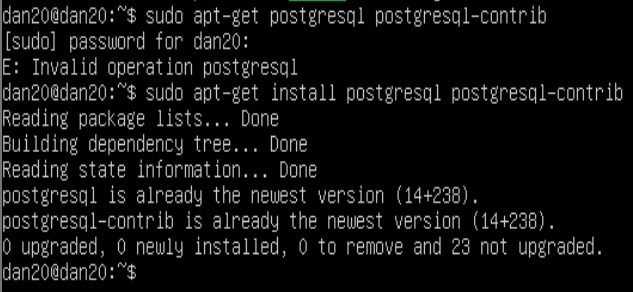 dan20@dan20:~$ sudo apt-get postgresql postgresql-contrib
[sudo] password for dan20:
E: Invalid operation postgresql
dan20@dan20:~$ sudo apt-get install postgresql postgresql-contrib
Reading package lists... Done
Building dependency tree... Done
Reading state information... Done
postgresql is already the newest version (14+238).
postgresql-contrib is already the newest version (14+238).
0 upgraded, 0 newly installed, 0 to remove and 23 not upgraded.
dan20@dan20:~$